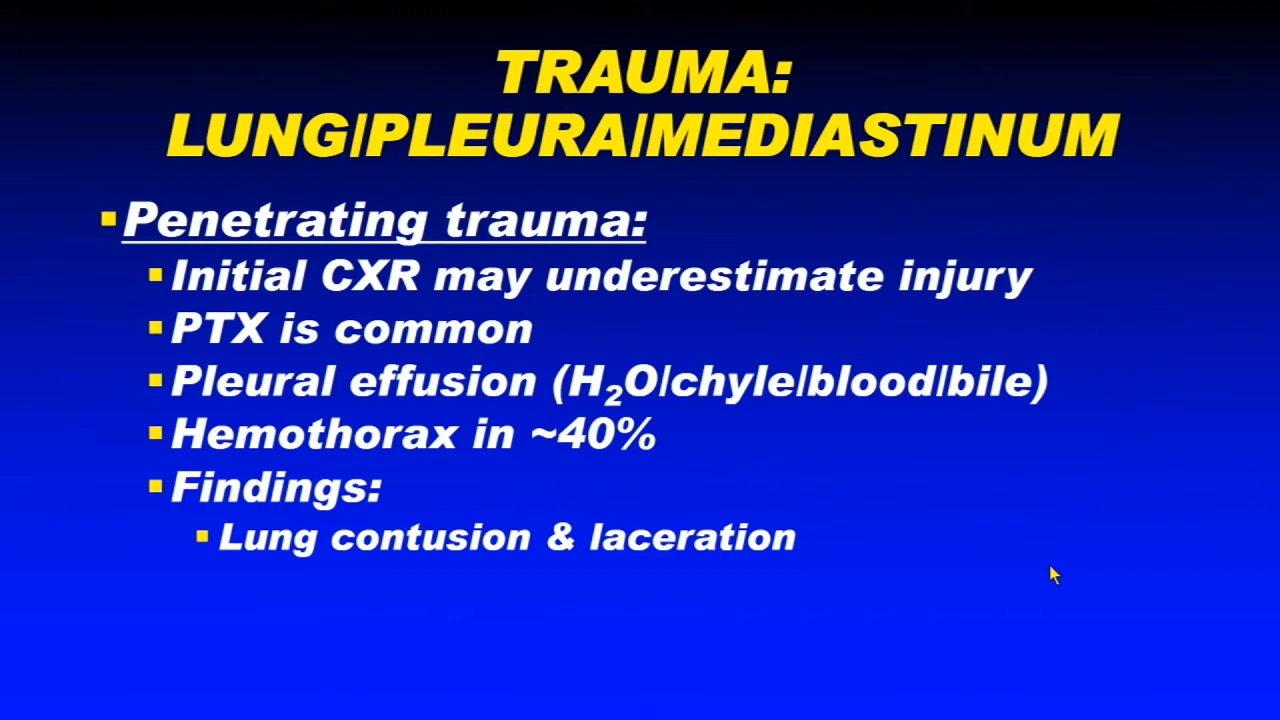 TRAUMA:
LUNG/PLEURA/MEDIASTINUM
▪Penetrating trauma:
▪Initial CXR may underestimate injury
▪PTX is common
▪Pleural effusion (H₂O/chyle/blood/bile)
▪Hemothorax in ~40%
▪Findings:
▪Lung contusion & laceration